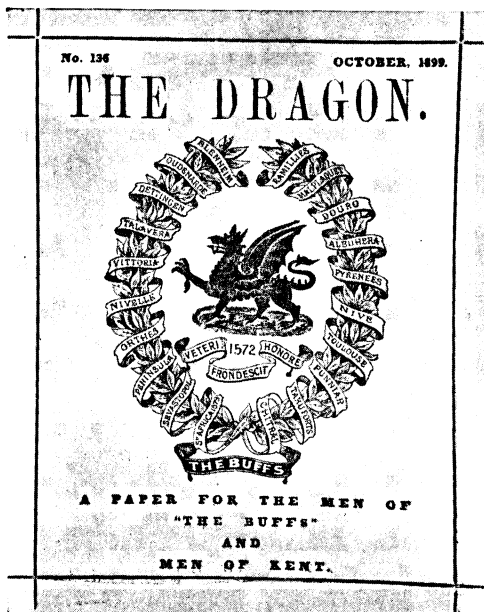 No. 136
OCTOBER, 1899.
THE DRAGON.
BLENHEIM
RAMILLIES
OUDENARDE
MALPLAQUET
DETTINGEN
DOURO
TALAVERA
ALBUHERA
VITTORIA
PYRENEES
NIVELLE
NIVE
ORTHES
TOULOUSE
PENINSULA
PUNNIAR
SEVASTOPOL
TAKU FORTS
S. AFRICA 1879
CHITRAL
VETERI 1572 HONORE
FRONDESCIT
THE BUFFS
A PAPER FOR THE MEN OF
"THE BUFFS"
AND
MEN OF KENT.